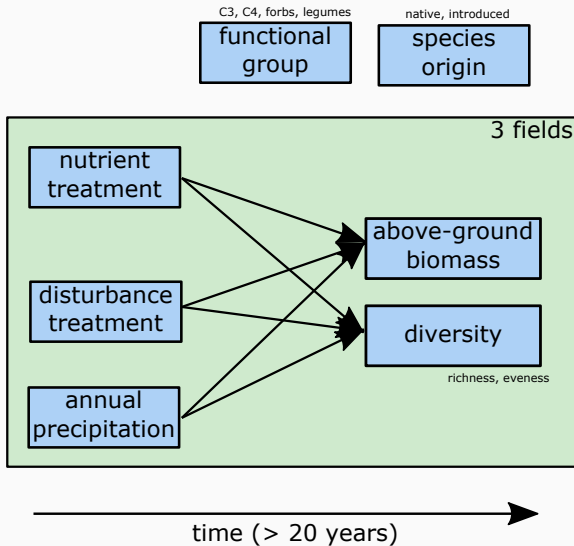 C3, C4, forbs, legumes
functional
group
native, introduced
species
origin
3 fields
nutrient
treatment
disturbance
treatment
annual
precipitation
above-ground
biomass
diversity
richness, eveness
time (> 20 years)